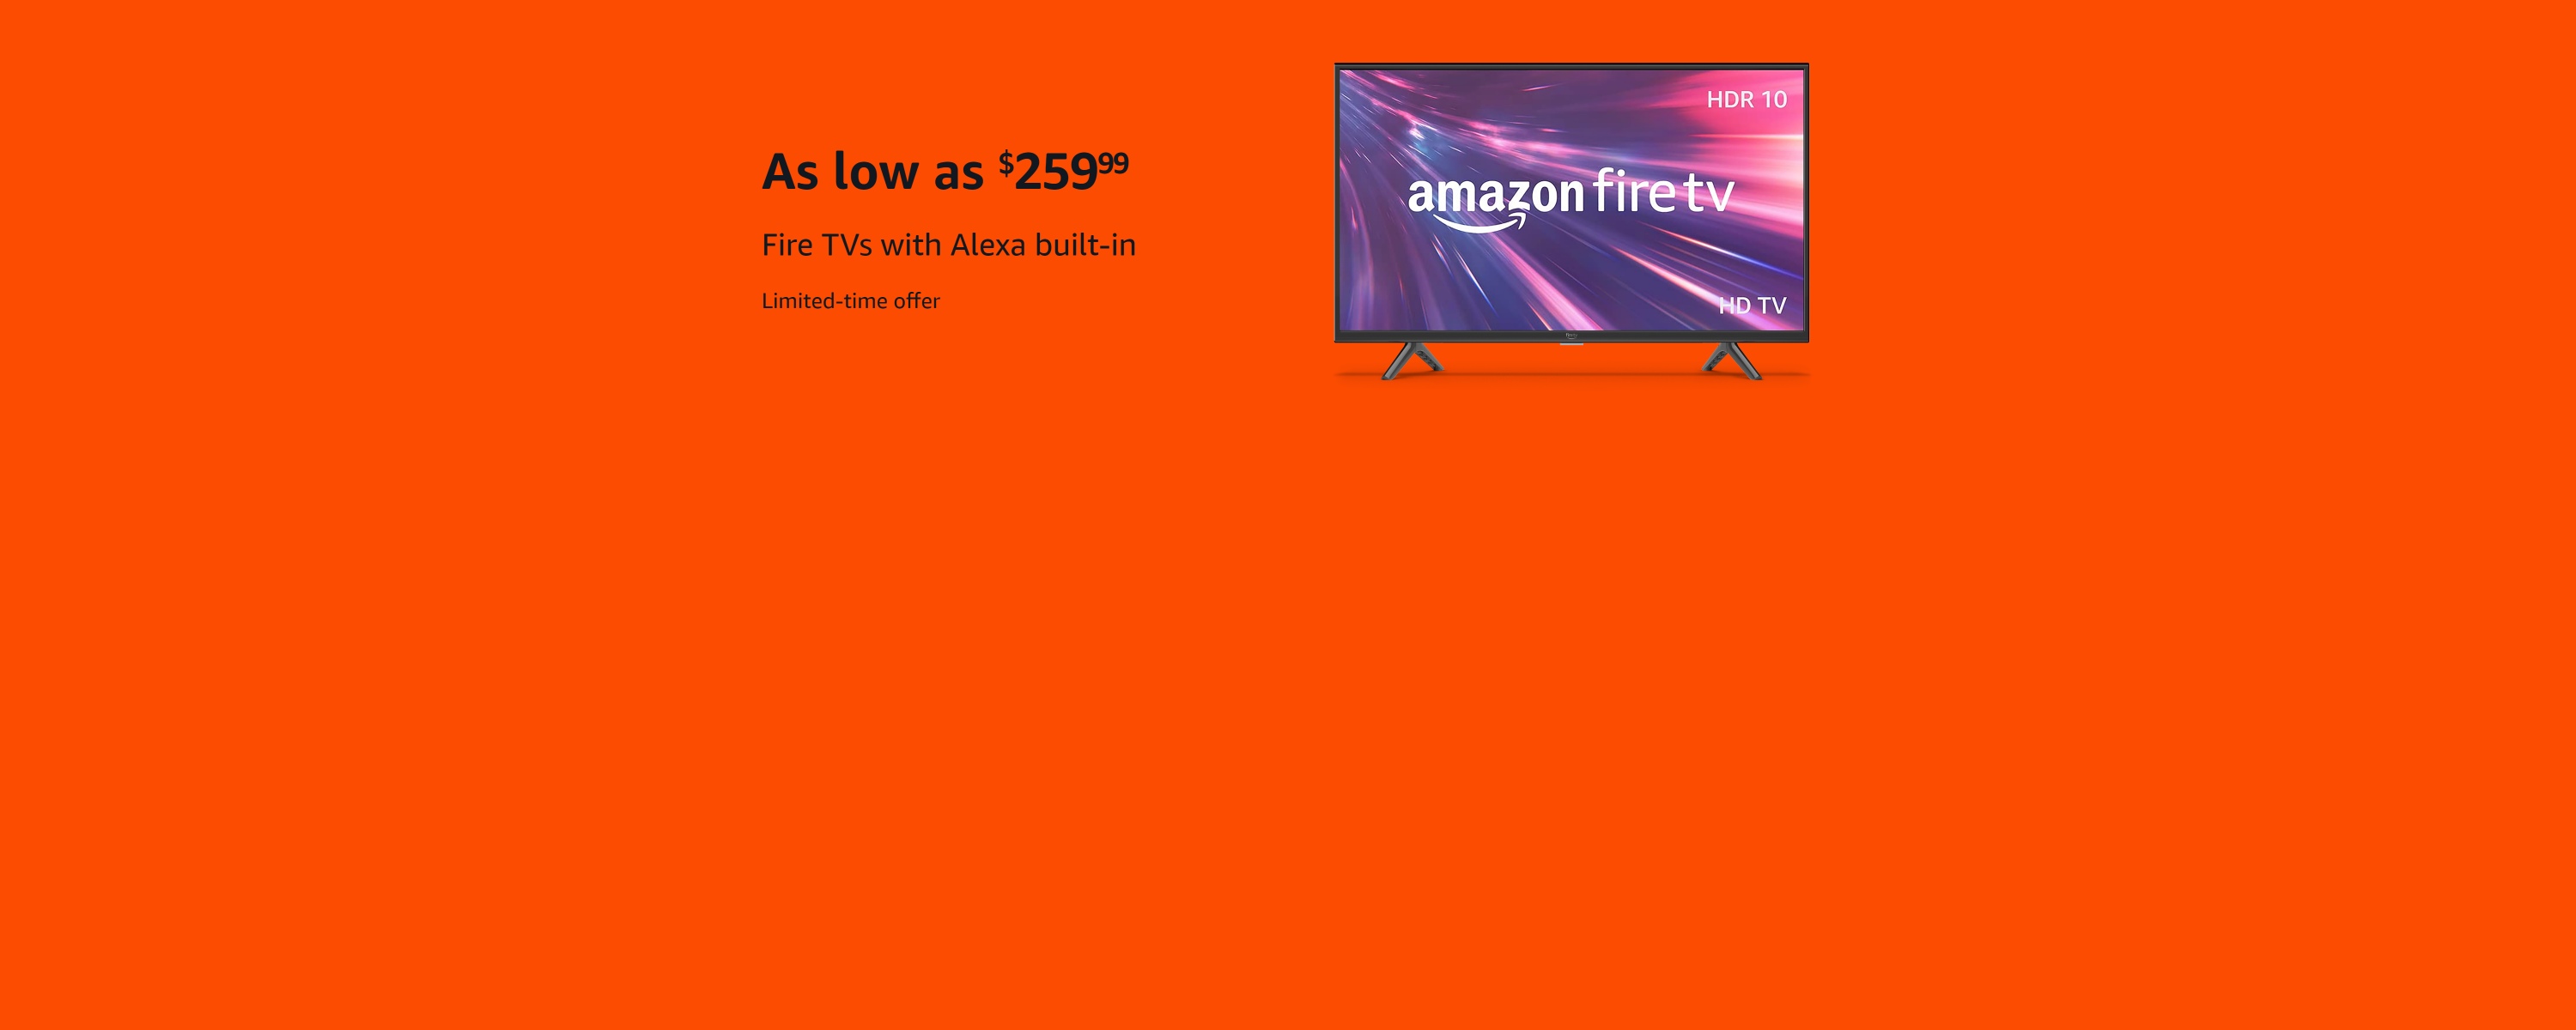 As low as $259⁹⁹
Fire TVs with Alexa built-in
Limited-time offer
HDR 10
amazon fire tv
HD TV